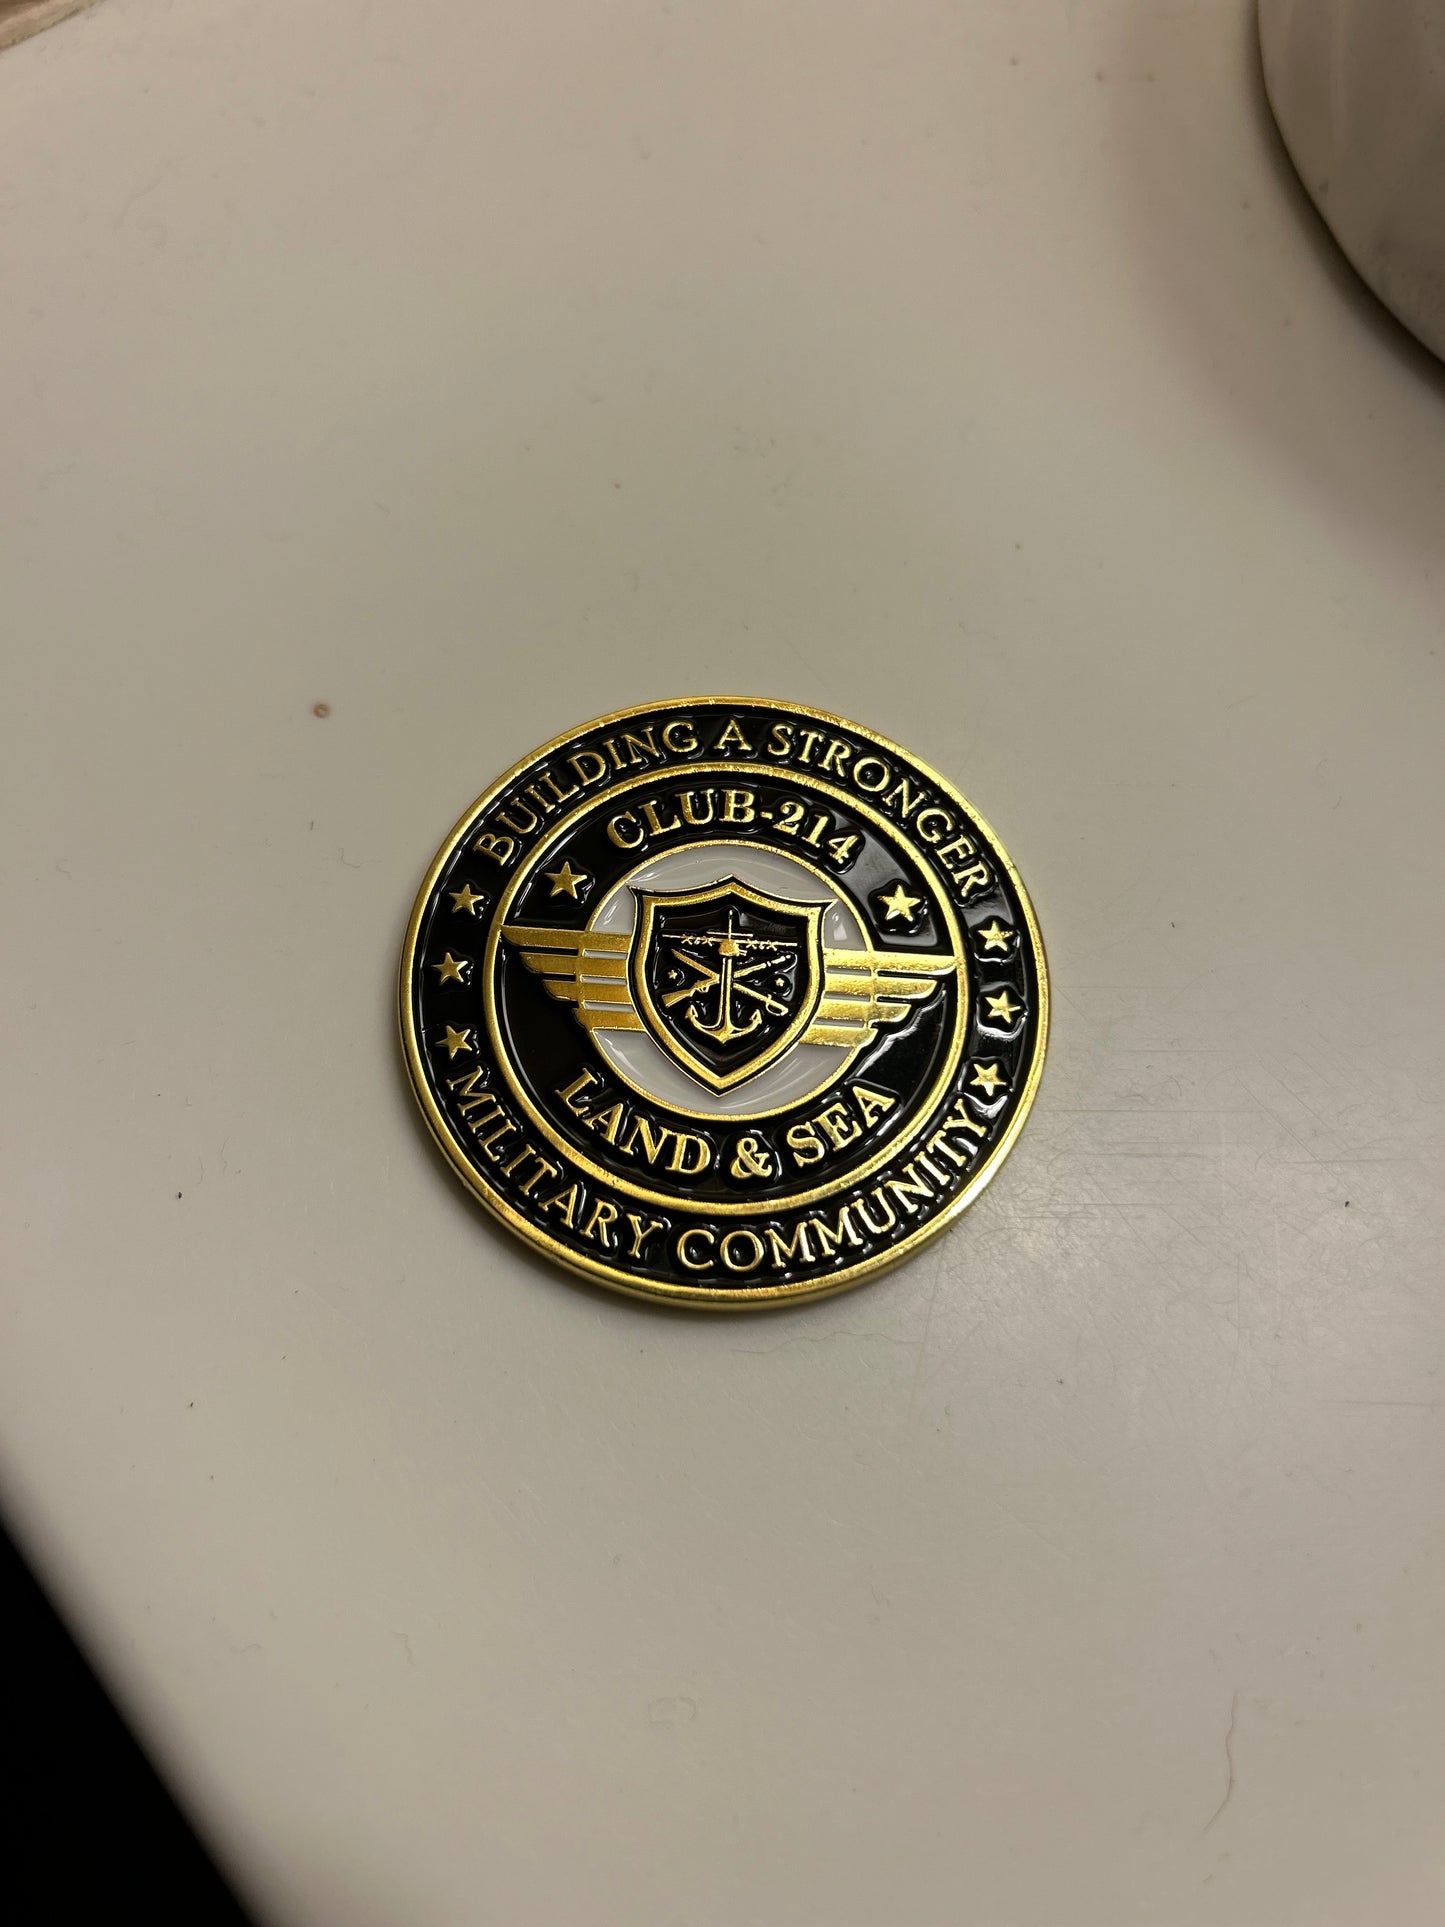 BUILDING A STRONGER
CLUB-214
LAND & SEA
MILITARY COMMUNITY